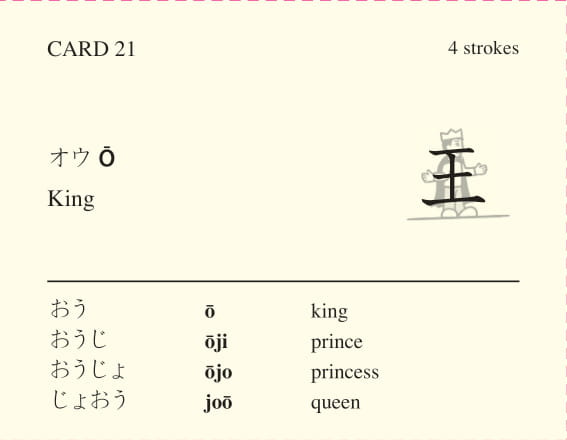 CARD 21 4 strokes
オウ Ō
King
王
おう ō king
おうじ ōji prince
おうじょ ōjo princess
じょおう joō queen